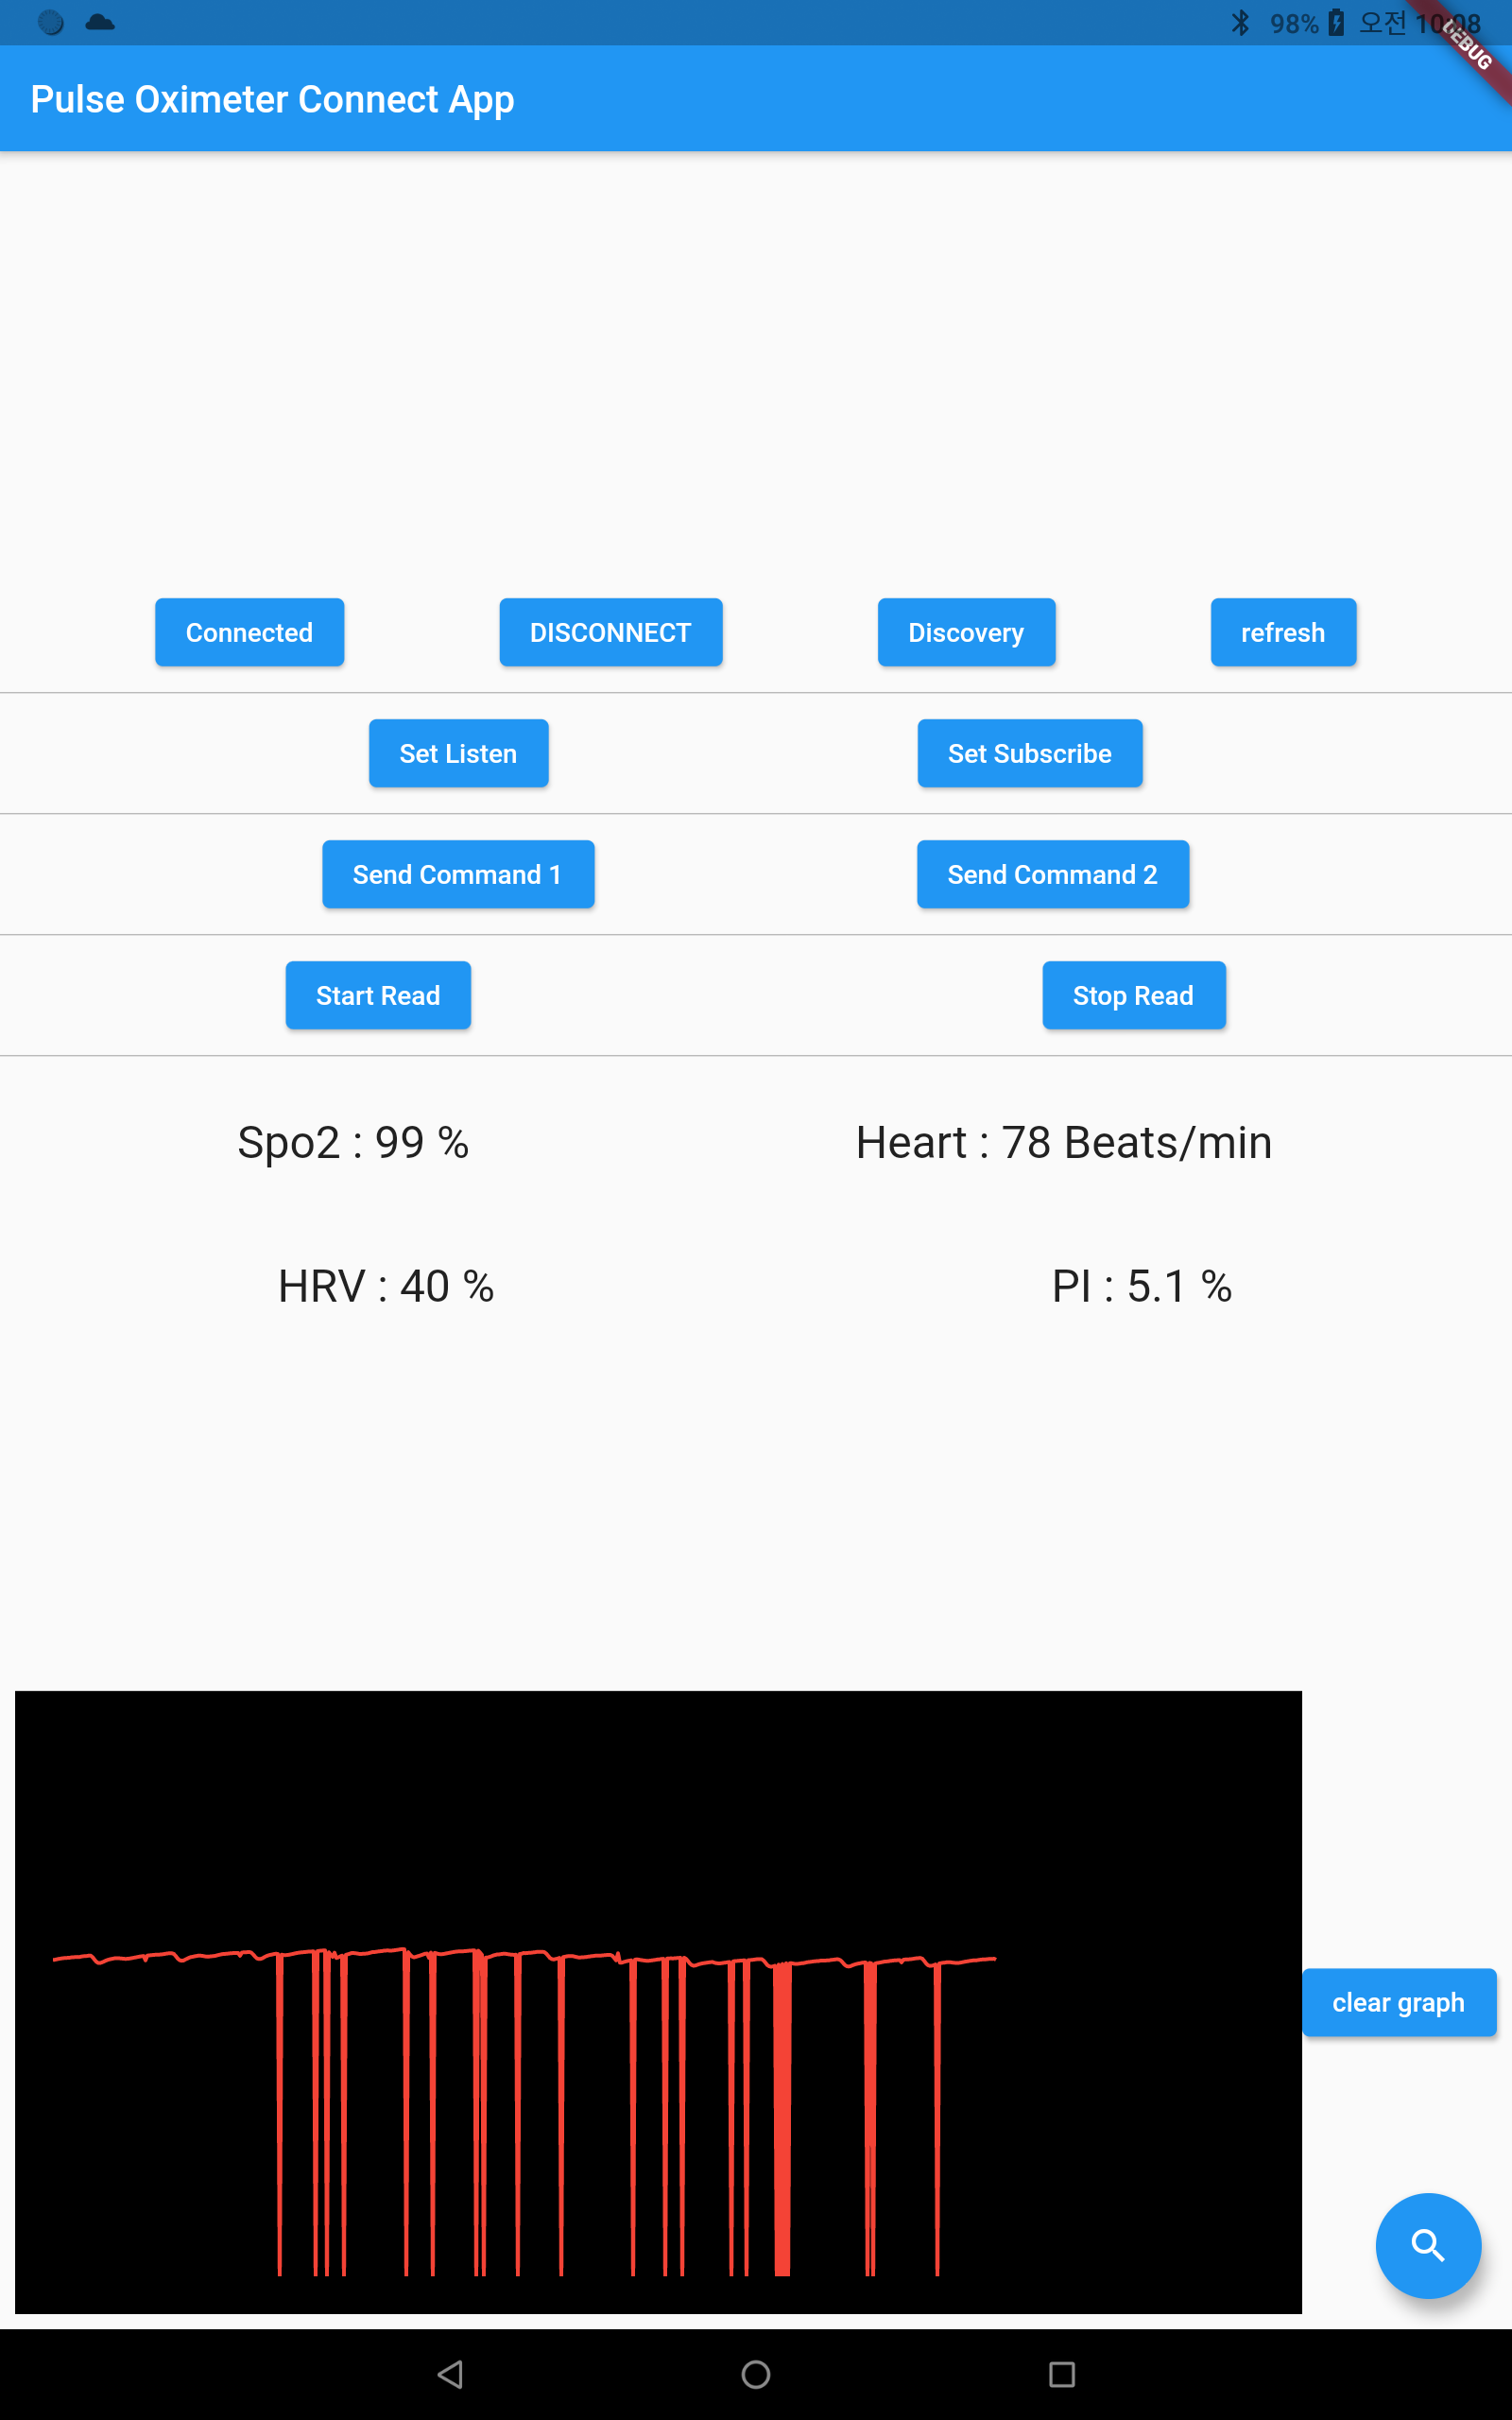 98% 오전 10:08
DEBUG
Pulse Oximeter Connect App
Connected DISCONNECT Discovery refresh
Set Listen Set Subscribe
Send Command 1 Send Command 2
Start Read Stop Read
Spo2 : 99 % Heart : 78 Beats/min
HRV : 40 % PI : 5.1 %
clear graph